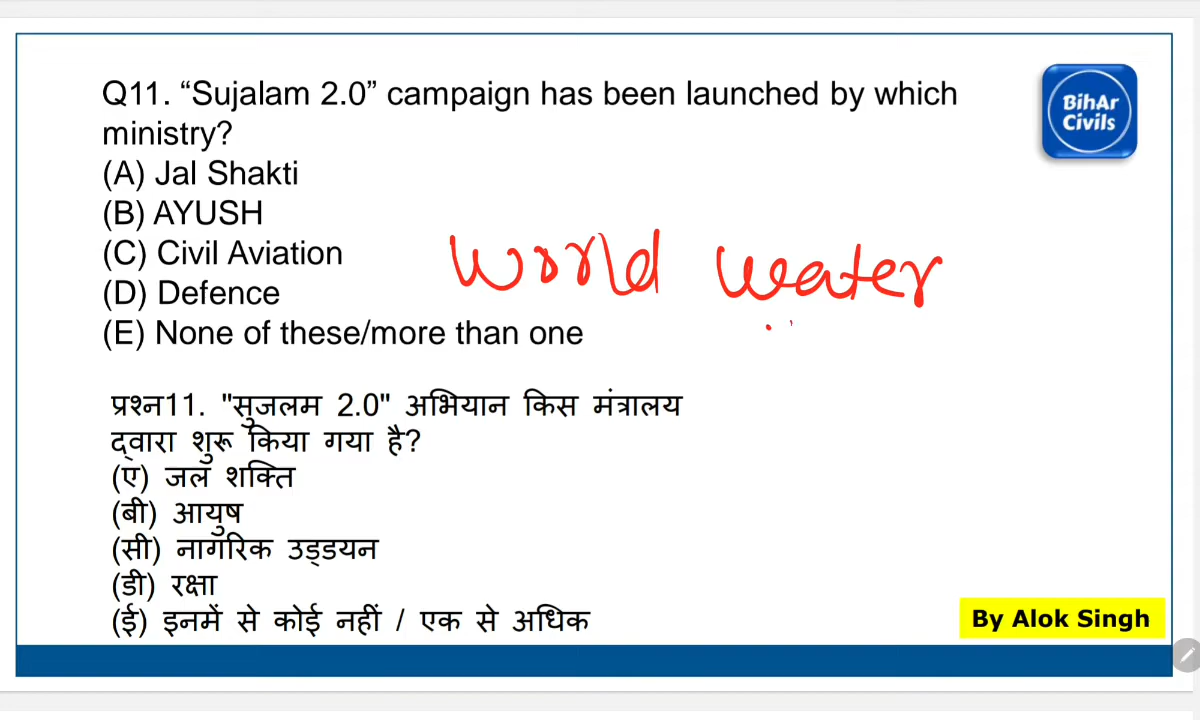 Q11. “Sujalam 2.0” campaign has been launched by which
ministry?
(A) Jal Shakti
(B) AYUSH
(C) Civil Aviation
(D) Defence
(E) None of these/more than one
World Water
BihAr
Civils
प्रश्न11. "सुजलम 2.0" अभियान किस मंत्रालय
द्वारा शुरू किया गया है?
(ए) जल शक्ति
(बी) आयुष
(सी) नागरिक उड्डयन
(डी) रक्षा
(ई) इनमें से कोई नहीं / एक से अधिक
By Alok Singh